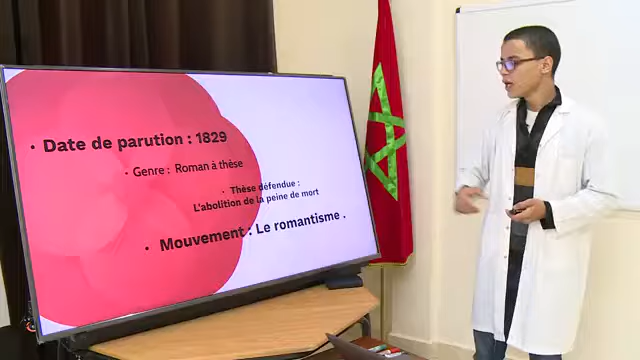 · Date de parution : 1829
· Genre : Roman à thèse
· Thèse défendue :
L'abolition de la peine de mort
· Mouvement : Le romantisme .